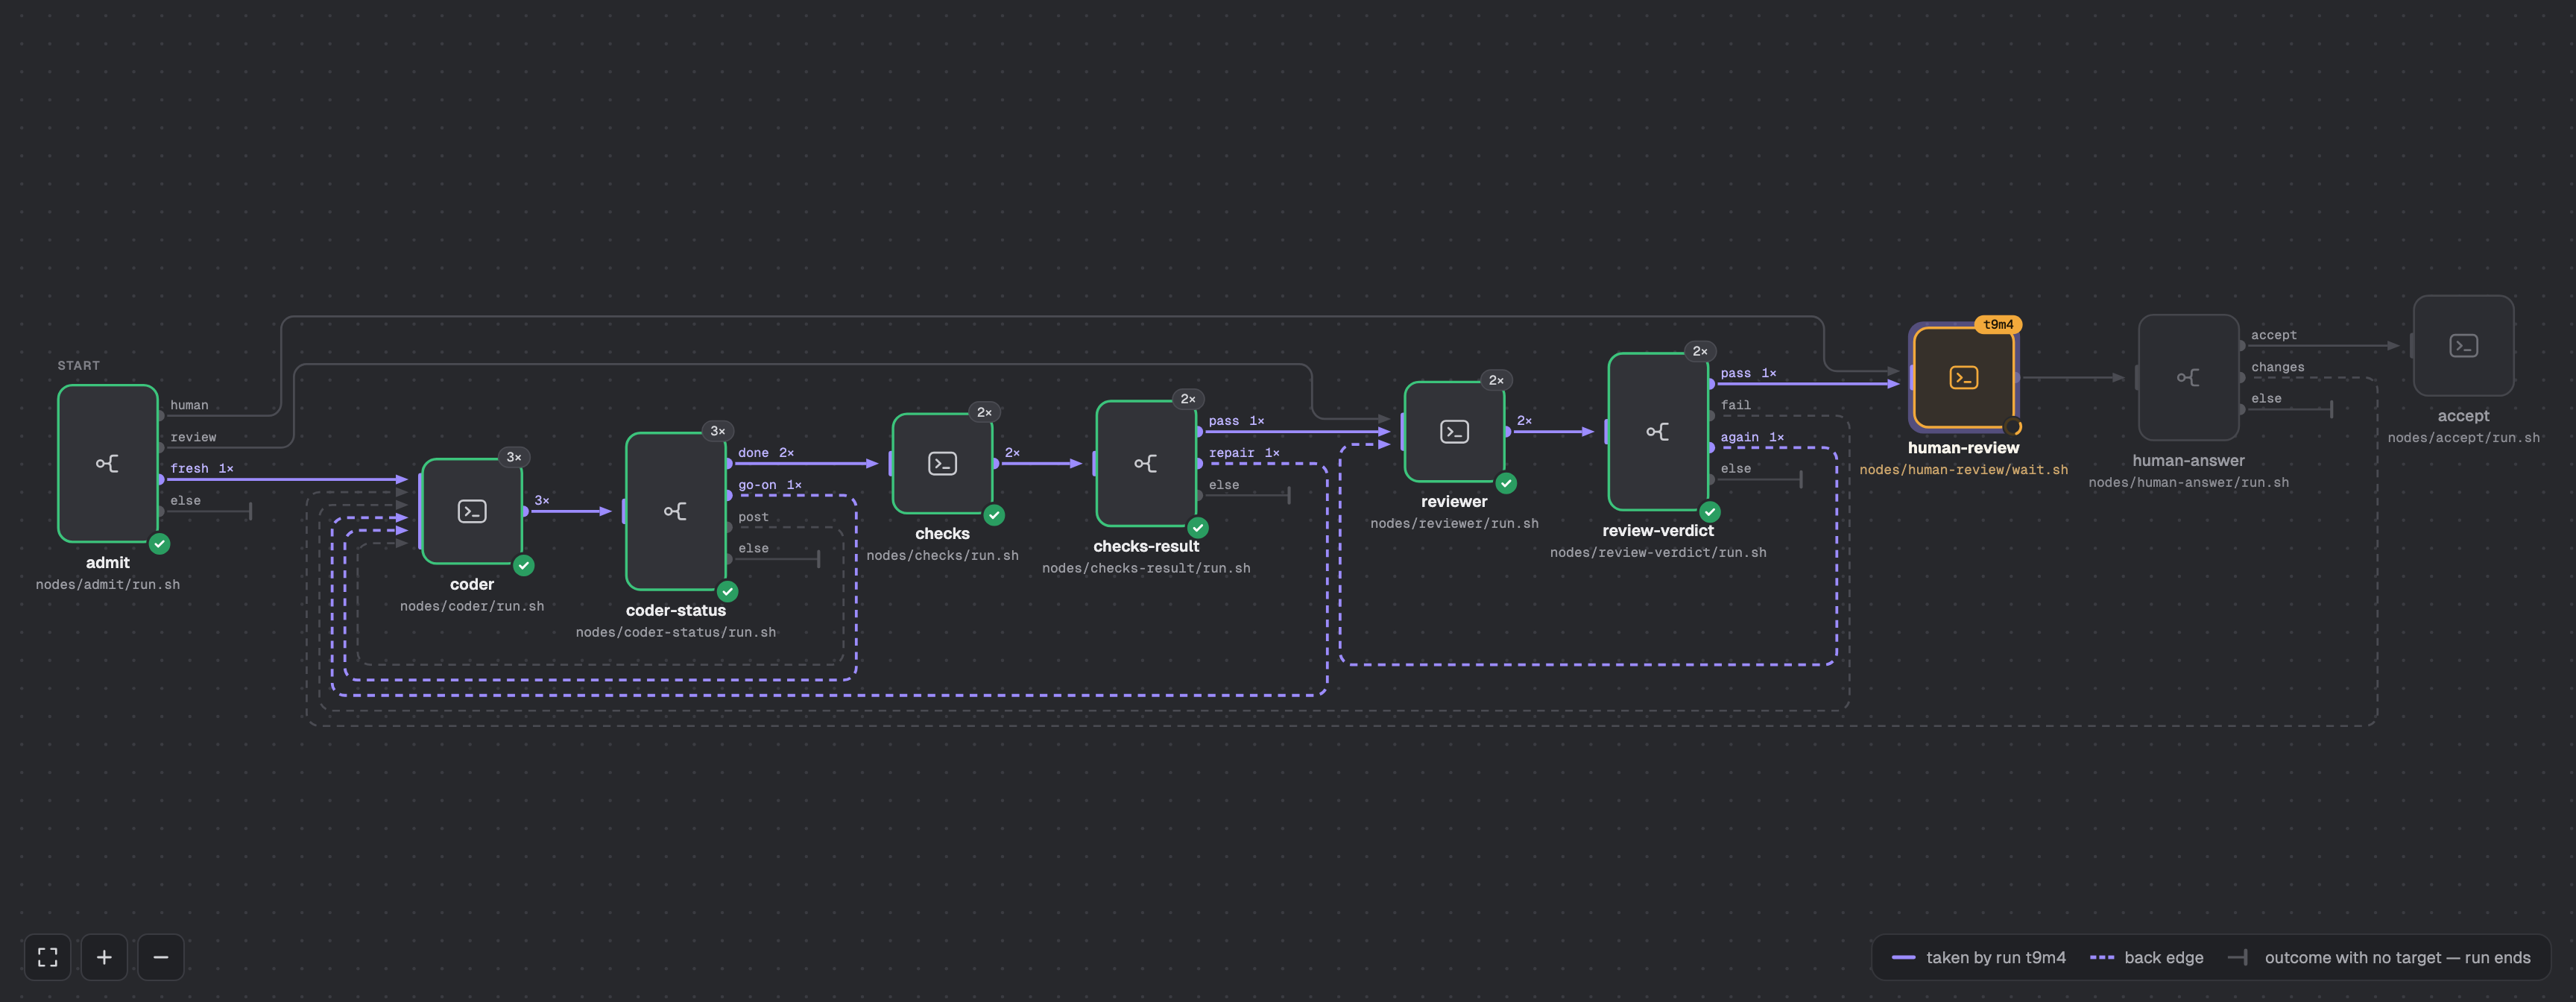 START
human
review
fresh 1×
else
admit
nodes/admit/run.sh
3×
3×
coder
nodes/coder/run.sh
3×
done 2×
go-on 1×
post
else
coder-status
nodes/coder-status/run.sh
2×
2×
checks
nodes/checks/run.sh
2×
pass 1×
repair 1×
else
checks-result
nodes/checks-result/run.sh
2×
2×
reviewer
nodes/reviewer/run.sh
2×
pass 1×
fail
again 1×
else
review-verdict
nodes/review-verdict/run.sh
t9m4
human-review
nodes/human-review/wait.sh
accept
changes
else
human-answer
nodes/human-answer/run.sh
accept
nodes/accept/run.sh
taken by run t9m4
back edge
outcome with no target — run ends